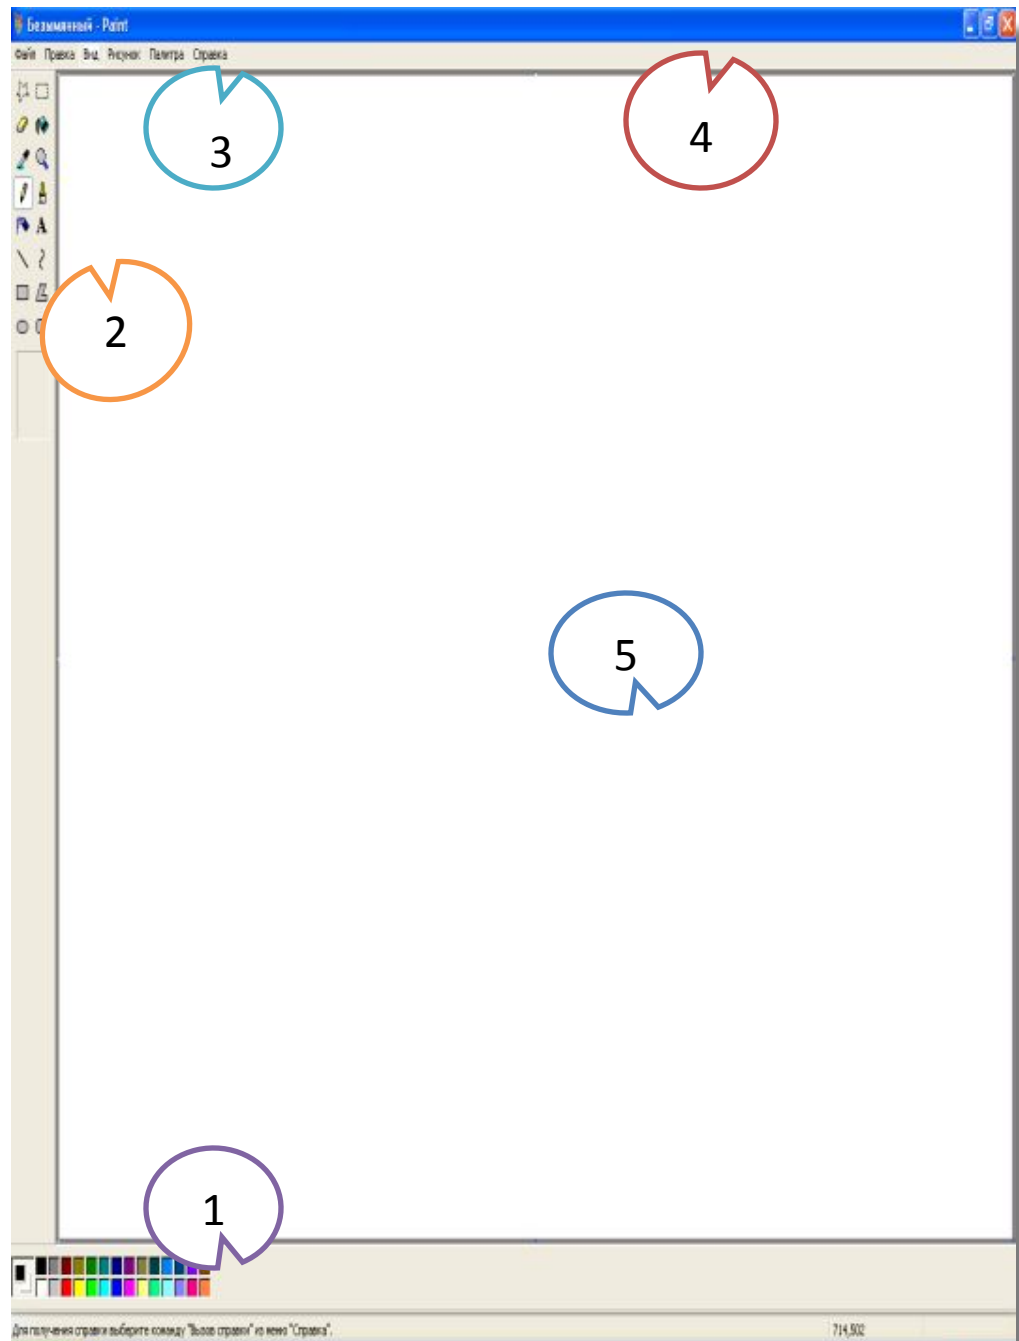 Безымянный - Paint
Файл Правка Вид Рисунок Палитра Справка
3
4
A
2
5
1
Для получения справки выберите команду "Вызов справки" из меню "Справка".
714,502